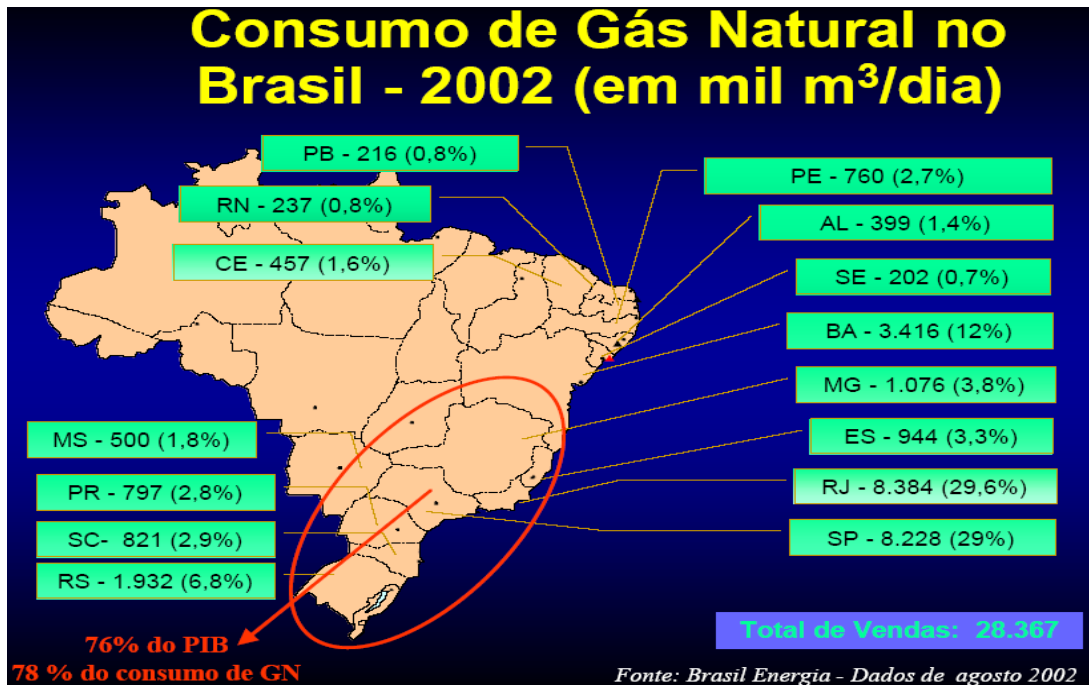 Consumo de Gás Natural no
Brasil - 2002 (em mil m³/dia)
PB - 216 (0,8%)
RN - 237 (0,8%)
CE - 457 (1,6%)
PE - 760 (2,7%)
AL - 399 (1,4%)
SE - 202 (0,7%)
BA - 3.416 (12%)
MG - 1.076 (3,8%)
ES - 944 (3,3%)
RJ - 8.384 (29,6%)
SP - 8.228 (29%)
MS - 500 (1,8%)
PR - 797 (2,8%)
SC- 821 (2,9%)
RS - 1.932 (6,8%)
76% do PIB
78 % do consumo de GN
Total de Vendas: 28.367
Fonte: Brasil Energia - Dados de agosto 2002